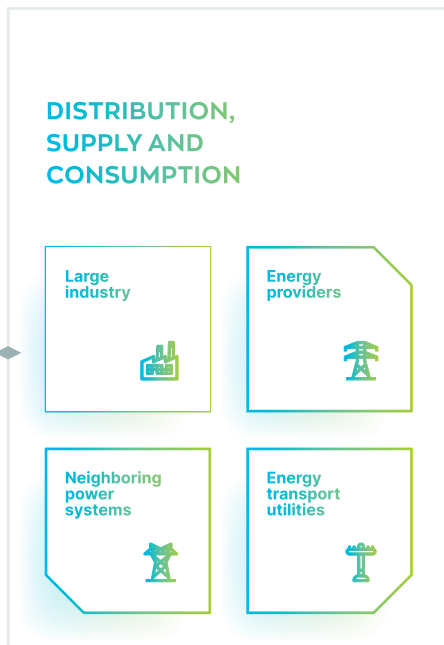 DISTRIBUTION,
SUPPLY AND
CONSUMPTION
Large
industry
Energy
providers
Neighboring
power
systems
Energy
transport
utilities